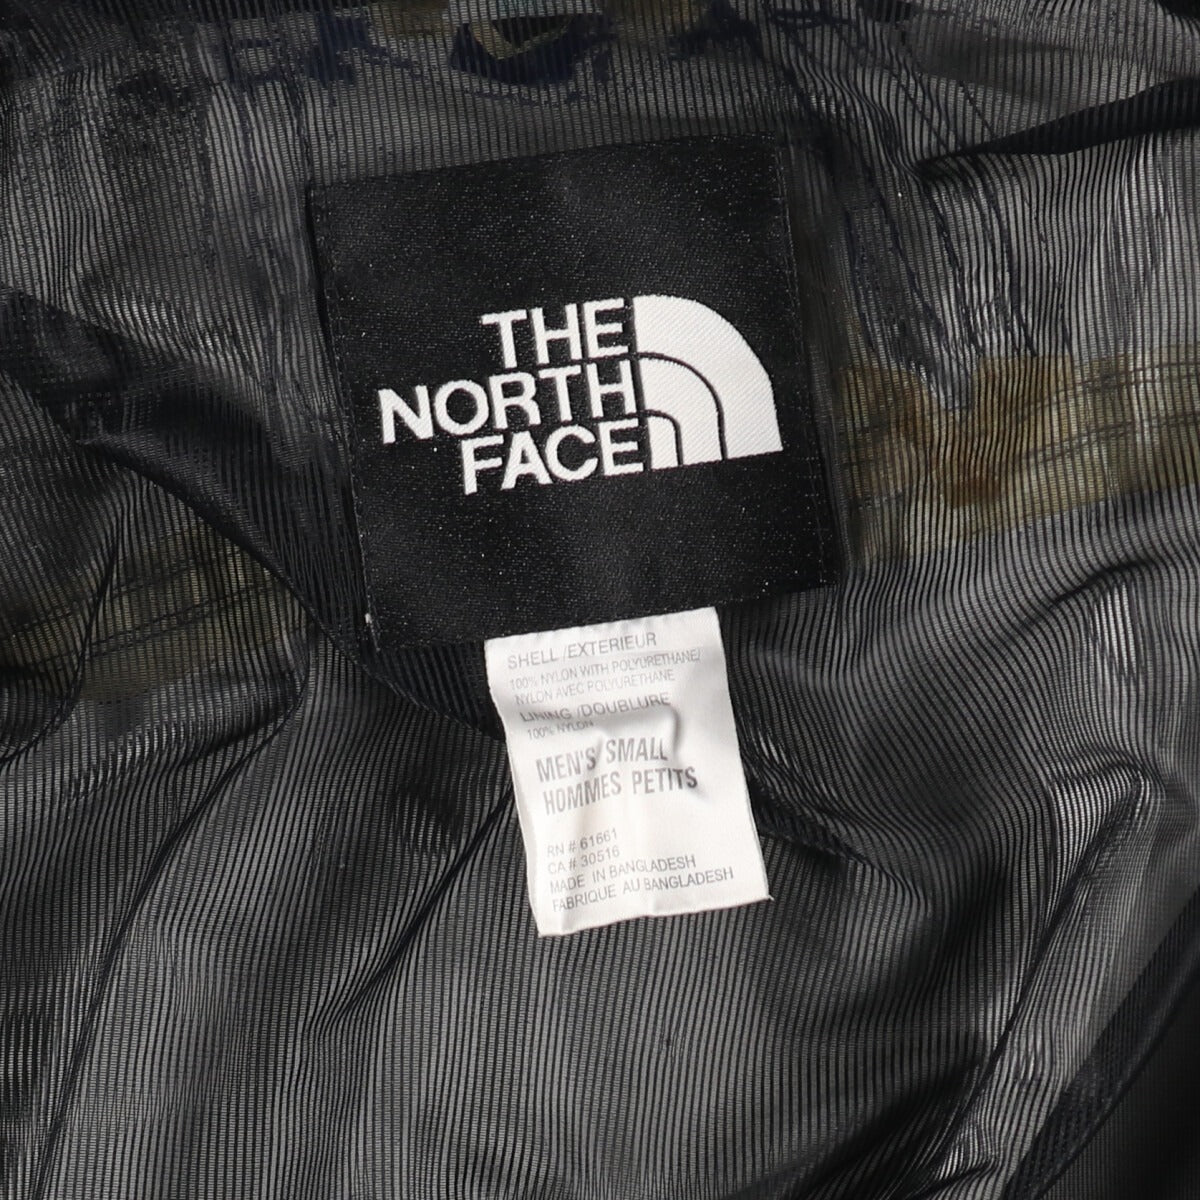 THE
NORTH
FACE
SHELL /EXTERIEUR
100% NYLON WITH POLYURETHANE/
NYLON AVEC POLYURETHANE
LINING /DOUBLURE
100% NYLON
MEN'S/SMALL
HOMMES PETITS
RN # 61661
CA # 30516
MADE IN BANGLADESH
FABRIQUE AU BANGLADESH